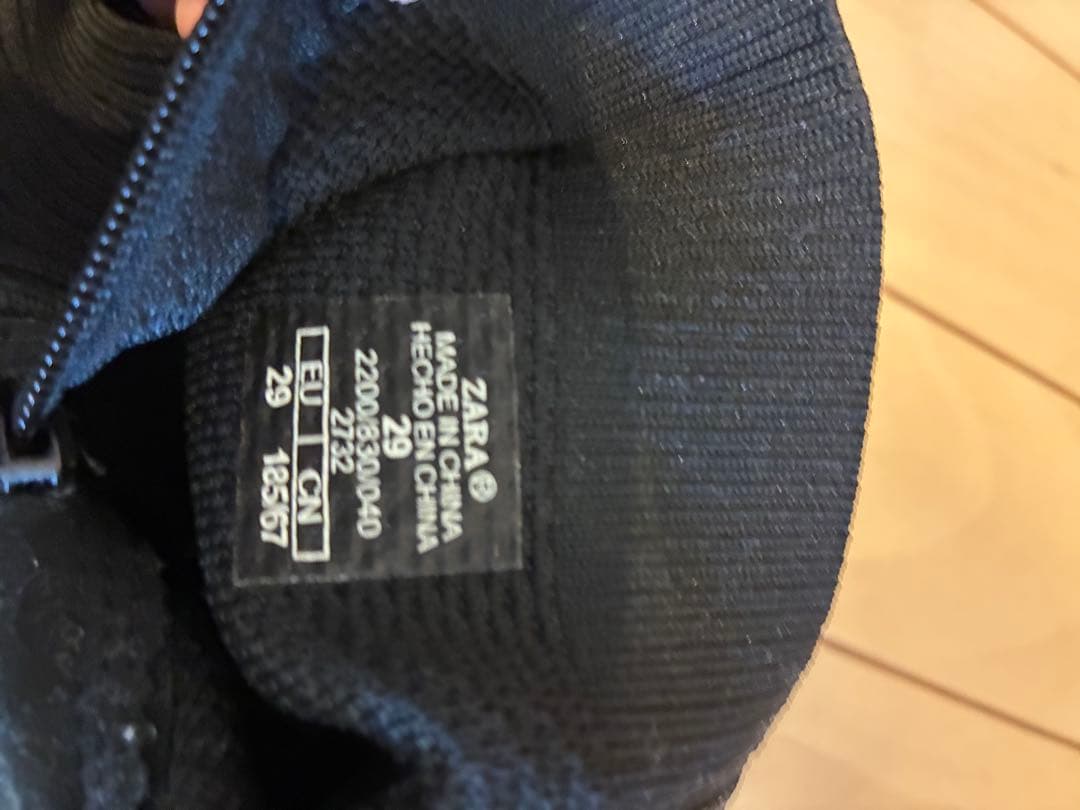 ZARA®
MADE IN CHINA
HECHO EN CHINA
29
2200/830/040
2732
EU | CN
29 185/67